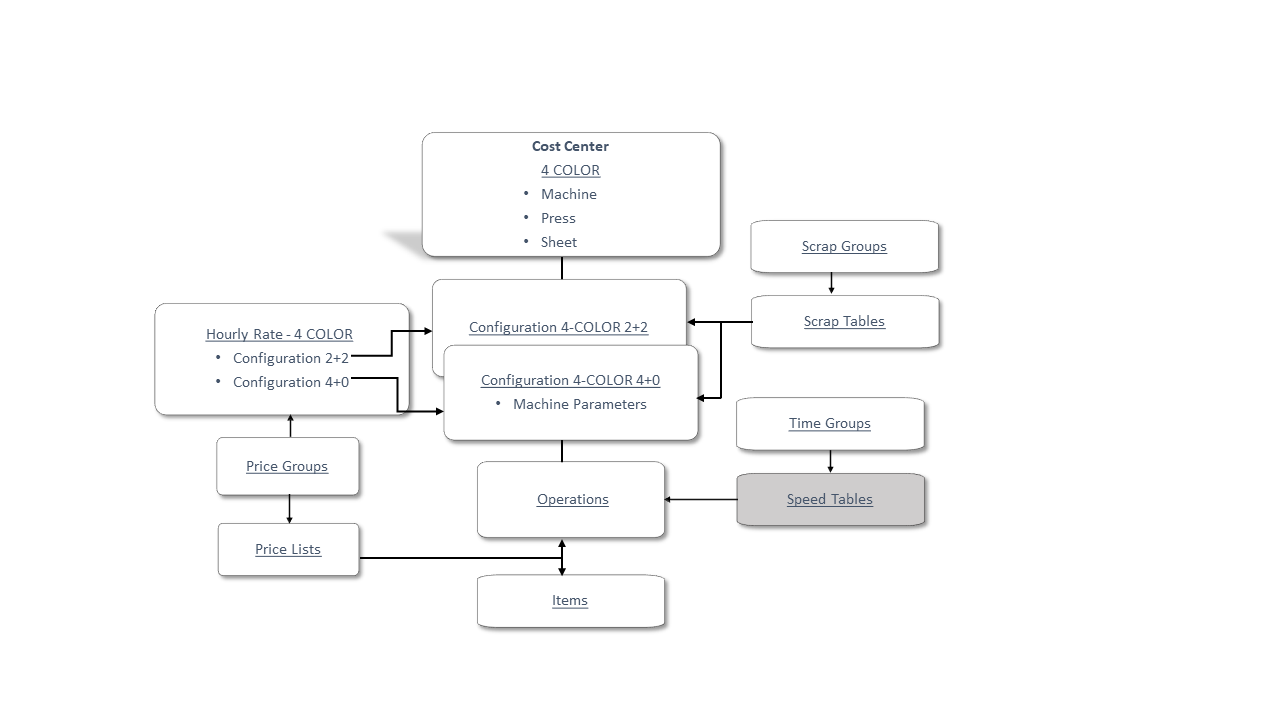 Cost Center
4 COLOR
• Machine
• Press
• Sheet
Scrap Groups
Scrap Tables
Configuration 4-COLOR 2+2
Hourly Rate - 4 COLOR
• Configuration 2+2
• Configuration 4+0
Configuration 4-COLOR 4+0
• Machine Parameters
Time Groups
Price Groups
Operations
Speed Tables
Price Lists
Items